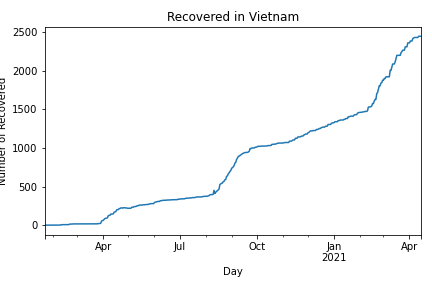 Recovered in Vietnam
Number of Recovered
2500
2000
1500
1000
500
0
Apr
Jul
Oct
Jan
2021
Apr
Day